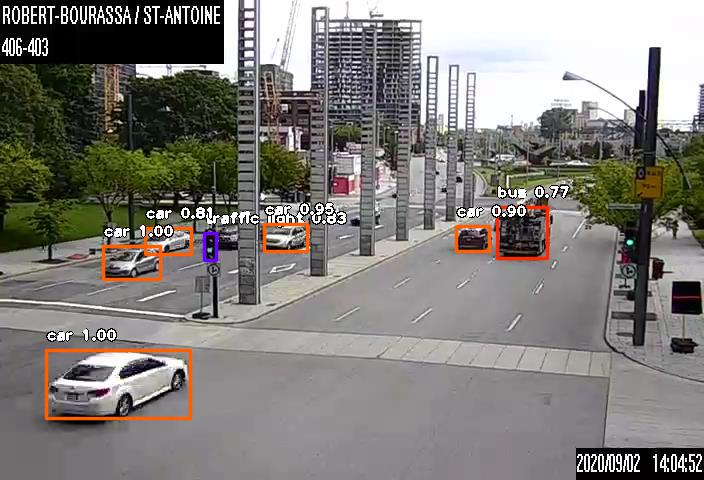 ROBERT-BOURASSA / ST-ANTOINE
406-403
bus 0.77
car 0.81
car 0.95
traffic light 0.83
car 0.90
car 1.00
car 1.00
2020/09/02 14:04:52